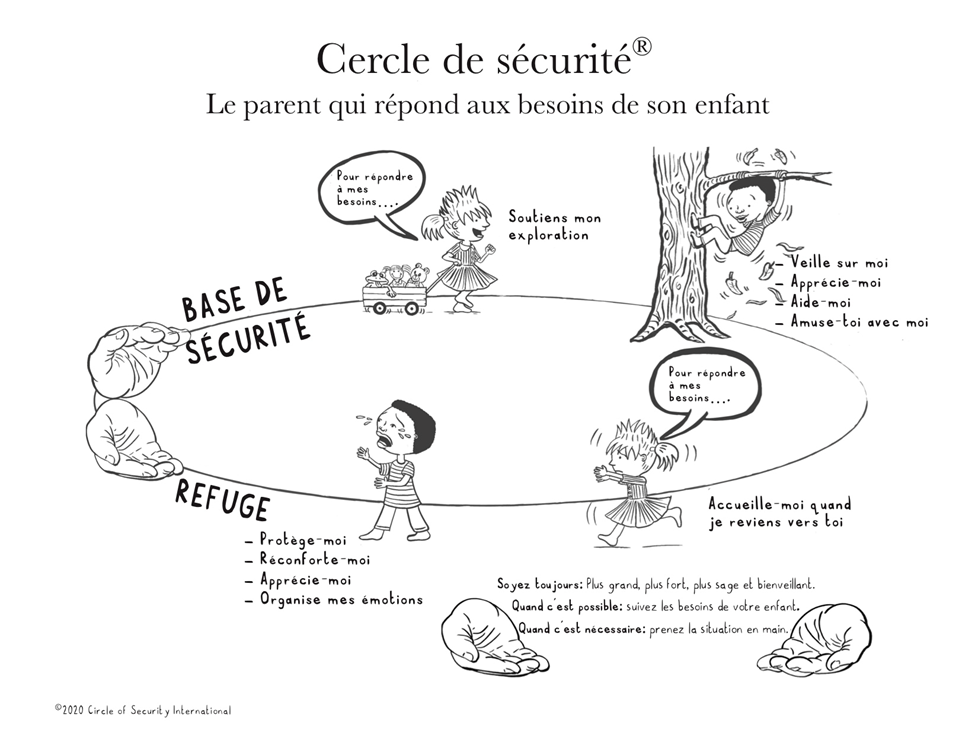 Cercle de sécurité®
Le parent qui répond aux besoins de son enfant
Pour répondre
à mes
besoins....
Soutiens mon
exploration
– Veille sur moi
– Apprécie-moi
– Aide-moi
– Amuse-toi avec moi
BASE DE
SÉCURITÉ
Pour répondre
à mes
besoins....
Accueille-moi quand
je reviens vers toi
REFUGE
– Protège-moi
– Réconforte-moi
– Apprécie-moi
– Organise mes émotions
Soyez toujours: Plus grand, plus fort, plus sage et bienveillant.
Quand c'est possible: suivez les besoins de votre enfant.
Quand c'est nécessaire: prenez la situation en main.
©2020 Circle of Security International